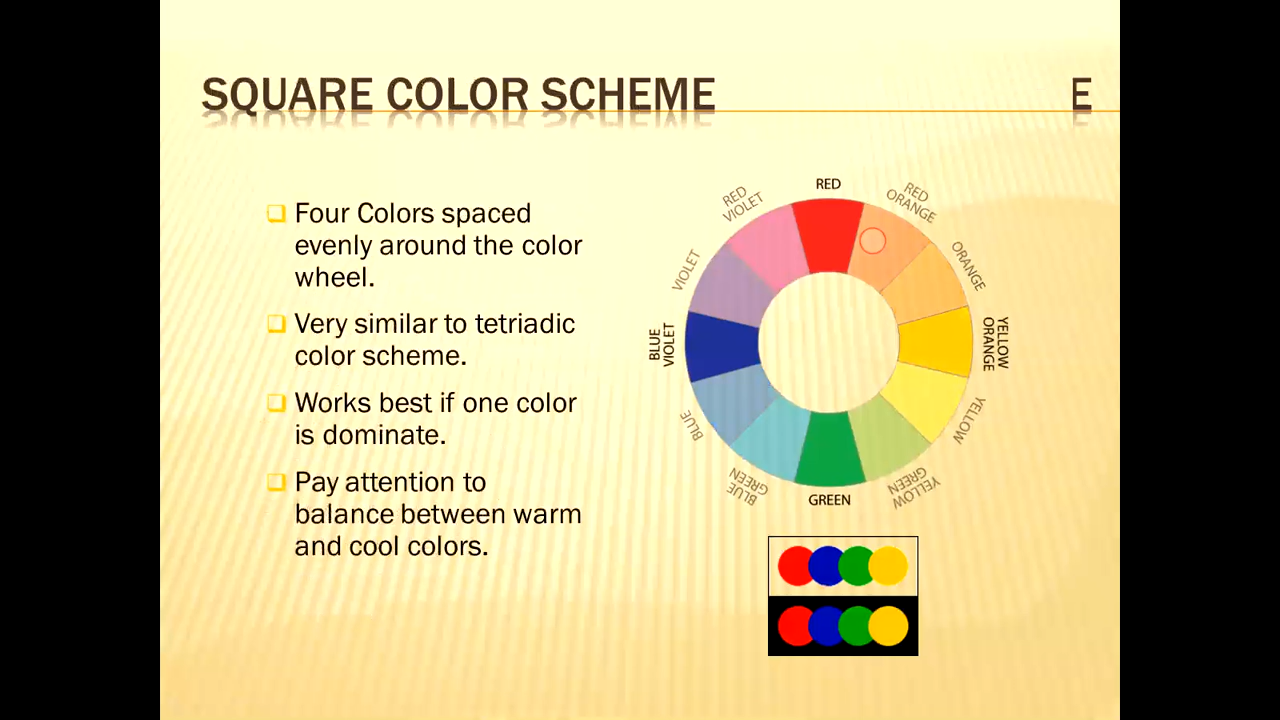 SQUARE COLOR SCHEME E
Four Colors spaced
evenly around the color
wheel.
Very similar to tetriadic
color scheme.
Works best if one color
is dominate.
Pay attention to
balance between warm
and cool colors.
RED
RED
ORANGE
ORANGE
YELLOW
ORANGE
YELLOW
YELLOW
GREEN
GREEN
BLUE
GREEN
BLUE
BLUE
VIOLET
VIOLET
RED
VIOLET